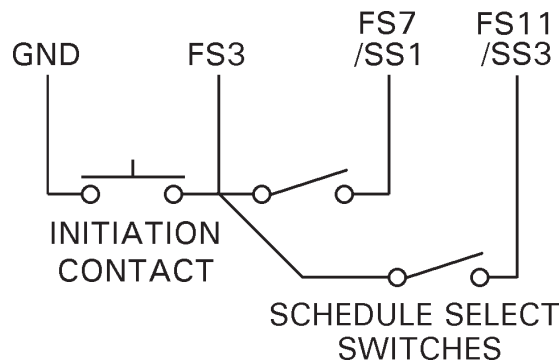 GND
FS3
FS7
/SS1
FS11
/SS3
INITIATION
CONTACT
SCHEDULE SELECT
SWITCHES